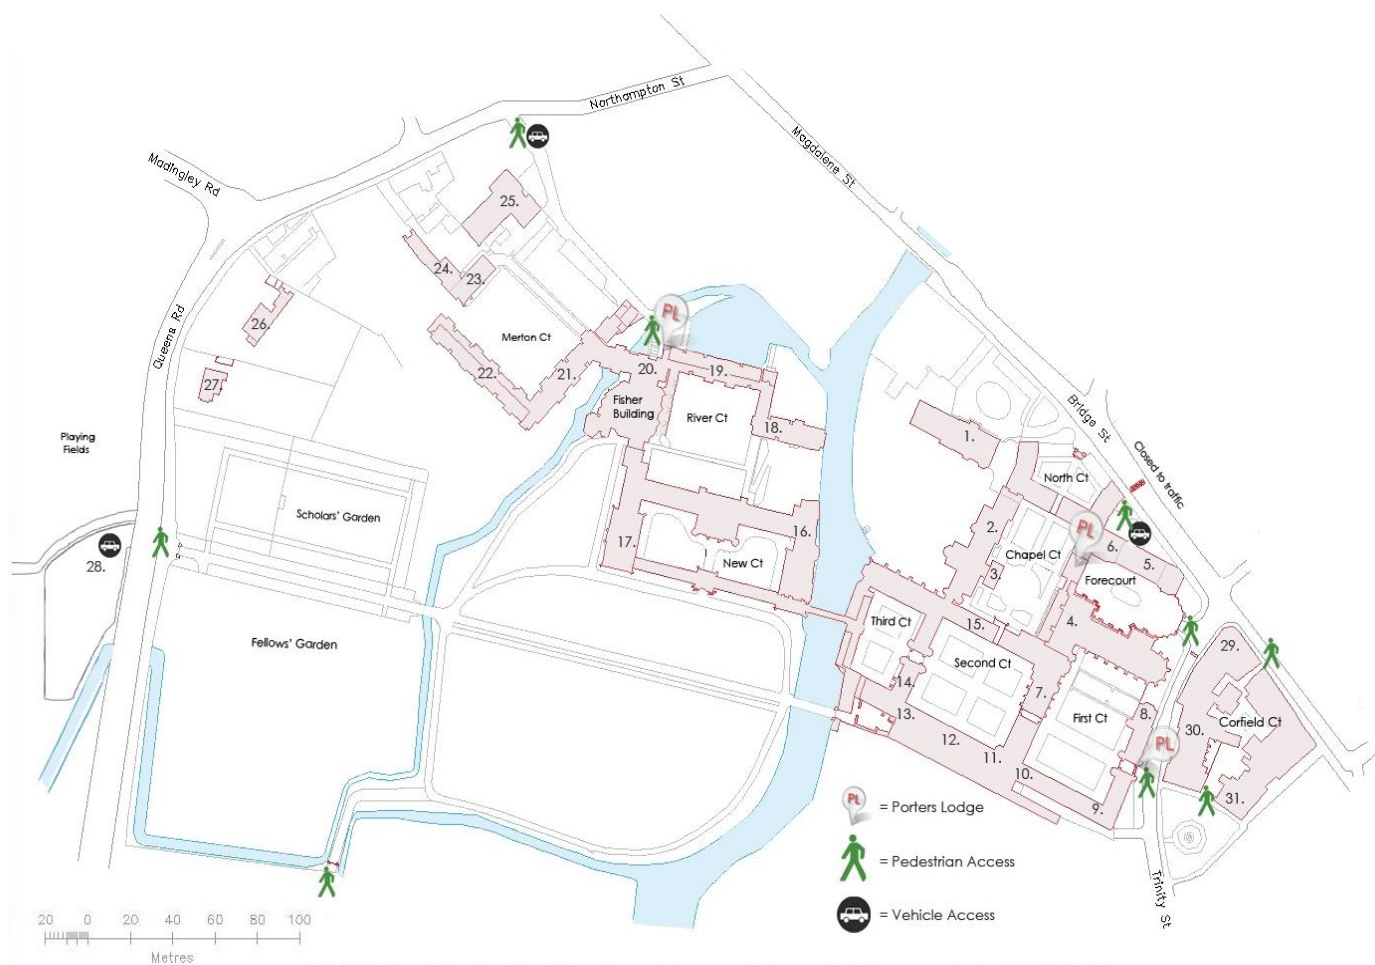 Northampton St
Madingley Rd
Magdalene St
25.
24.
23.
PL
26.
Queens Rd
Merton Ct
22.
21.
20.
19.
27.
Fisher
Building
River Ct
18.
Bridge St
1.
Playing
Fields
Closed to traffic
North Ct
Scholars' Garden
2.
PL
16.
17.
New Ct
Chapel Ct
6.
5.
3.
Forecourt
28.
Fellows' Garden
Third Ct
15.
4.
Second Ct
29.
14.
7.
13.
First Ct
8.
30.
Corfield Ct
12.
11.
PL
10.
9.
31.
PL = Porters Lodge
= Pedestrian Access
= Vehicle Access
Trinity St
20 0 20 40 60 80 100
Metres